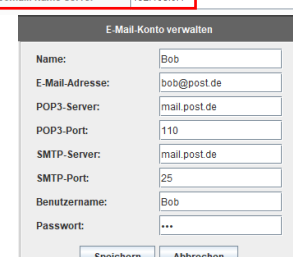 E-Mail-Konto verwalten
Name: Bob
E-Mail-Adresse: bob@post.de
POP3-Server: mail.post.de
POP3-Port: 110
SMTP-Server: mail.post.de
SMTP-Port: 25
Benutzername: Bob
Passwort: •••
Speichern Abbrechen